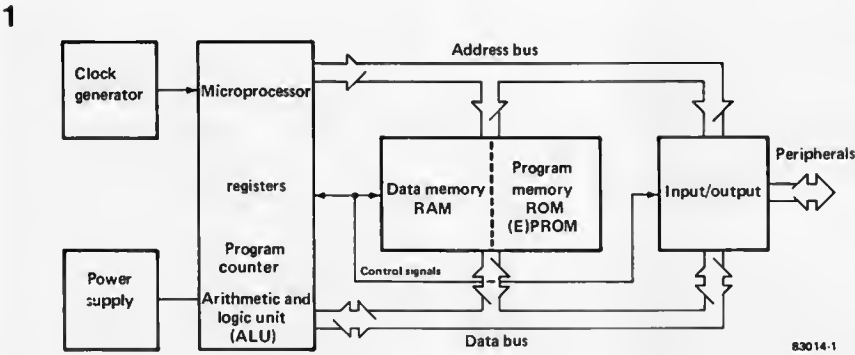 1
Address bus
Clock
generator
Microprocessor
registers
Program
counter
Arithmetic and
logic unit
(ALU)
Power
supply
Data memory
RAM
Program
memory
ROM
(E)PROM
Input/output
Peripherals
Control signals
Data bus
83014-1